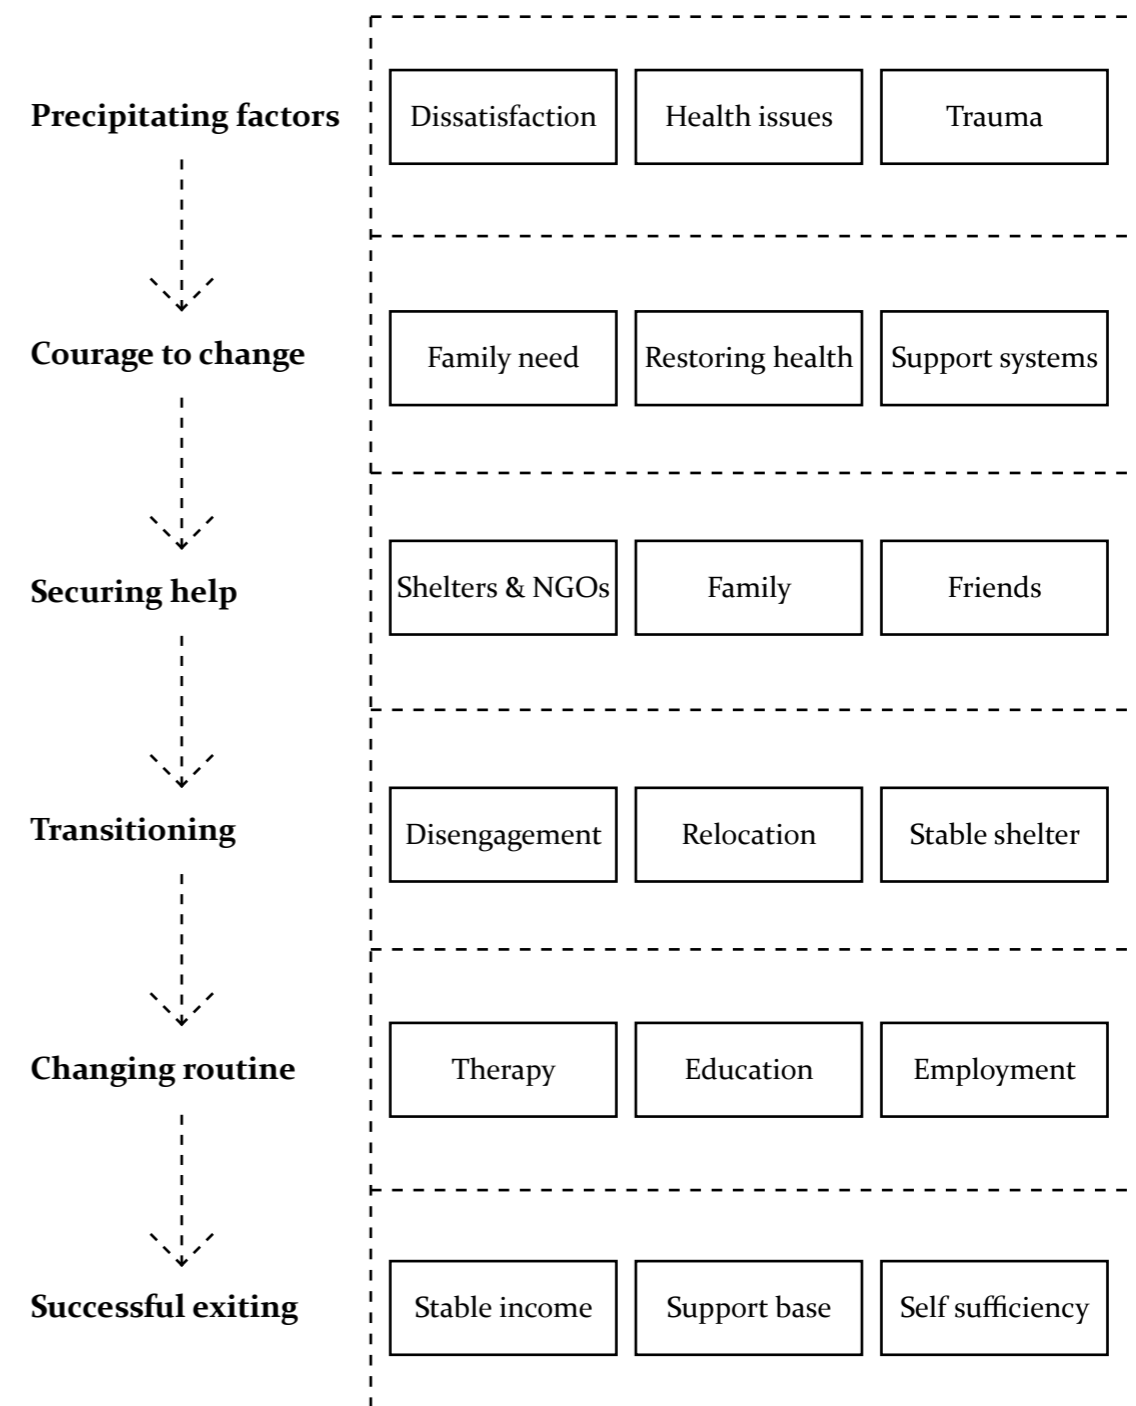 Precipitating factors
Dissatisfaction
Health issues
Trauma
Courage to change
Family need
Restoring health
Support systems
Securing help
Shelters & NGOs
Family
Friends
Transitioning
Disengagement
Relocation
Stable shelter
Changing routine
Therapy
Education
Employment
Successful exiting
Stable income
Support base
Self sufficiency